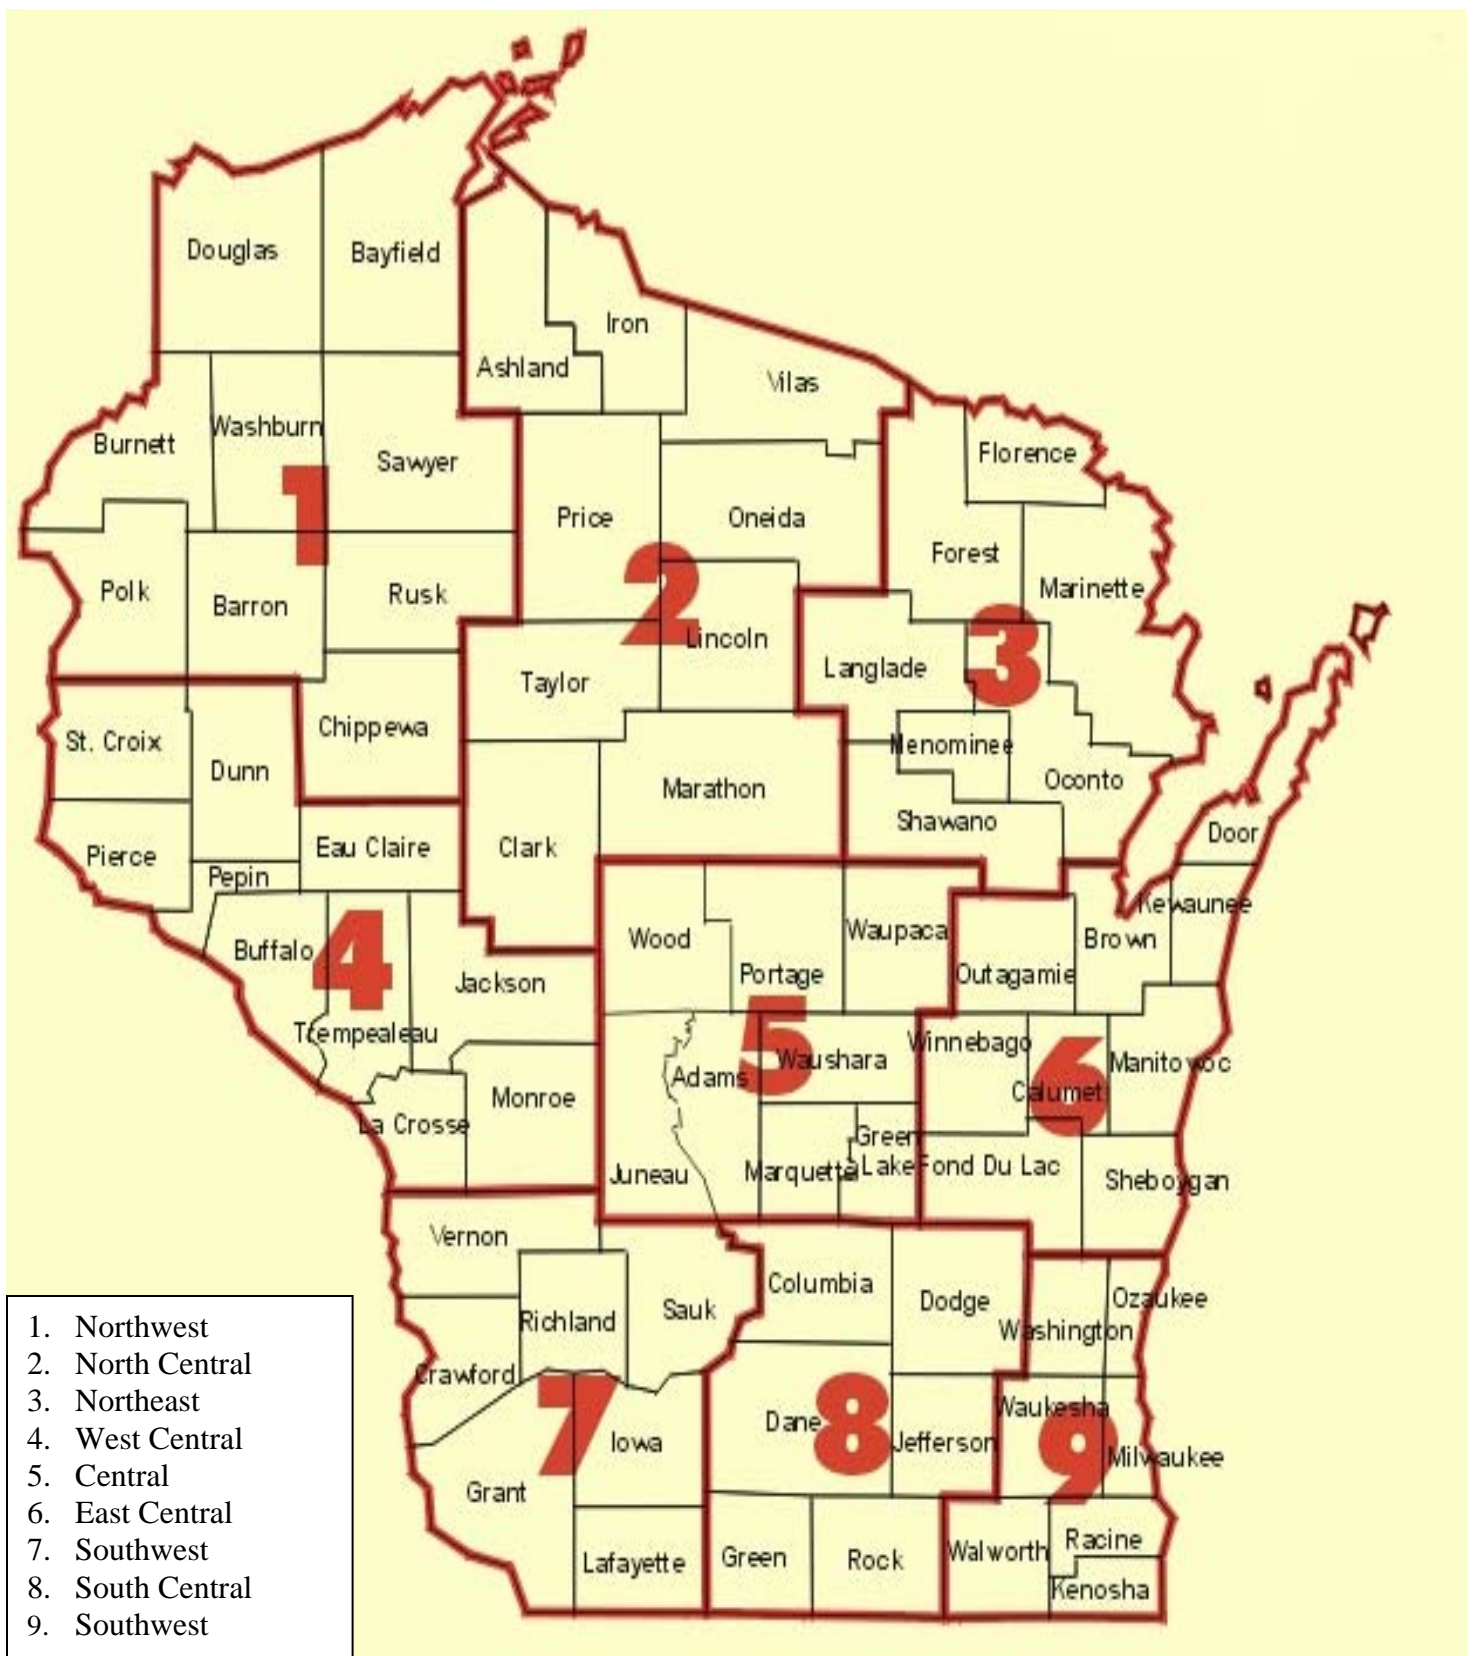 Douglas
Bayfield
Iron
Ashland
Vilas
Burnett
Washburn
Sawyer
Florence
1
Price
Oneida
Forest
Polk
Barron
Rusk
Marinette
2
Lincoln
3
Langlade
Taylor
St. Croix
Chippewa
Dunn
Menominee
Marathon
Oconto
Shawano
Door
Pierce
Eau Claire
Clark
Pepin
Kewaunee
Buffalo
4
Wood
Waupaca
Brown
Jackson
Portage
Outagamie
Trempealeau
5
Winnebago
6
Waushara
Manitowoc
Adams
Calumet
Monroe
La Crosse
Green
Lake
Juneau
Marquette
Fond Du Lac
Sheboygan
Vernon
Columbia
Dodge
Ozaukee
Richland
Sauk
Washington
Crawford
7
Dane
8
Waukesha
9
Iowa
Jefferson
Milwaukee
Grant
Lafayette
Green
Rock
Walworth
Racine
Kenosha
1. Northwest
2. North Central
3. Northeast
4. West Central
5. Central
6. East Central
7. Southwest
8. South Central
9. Southwest